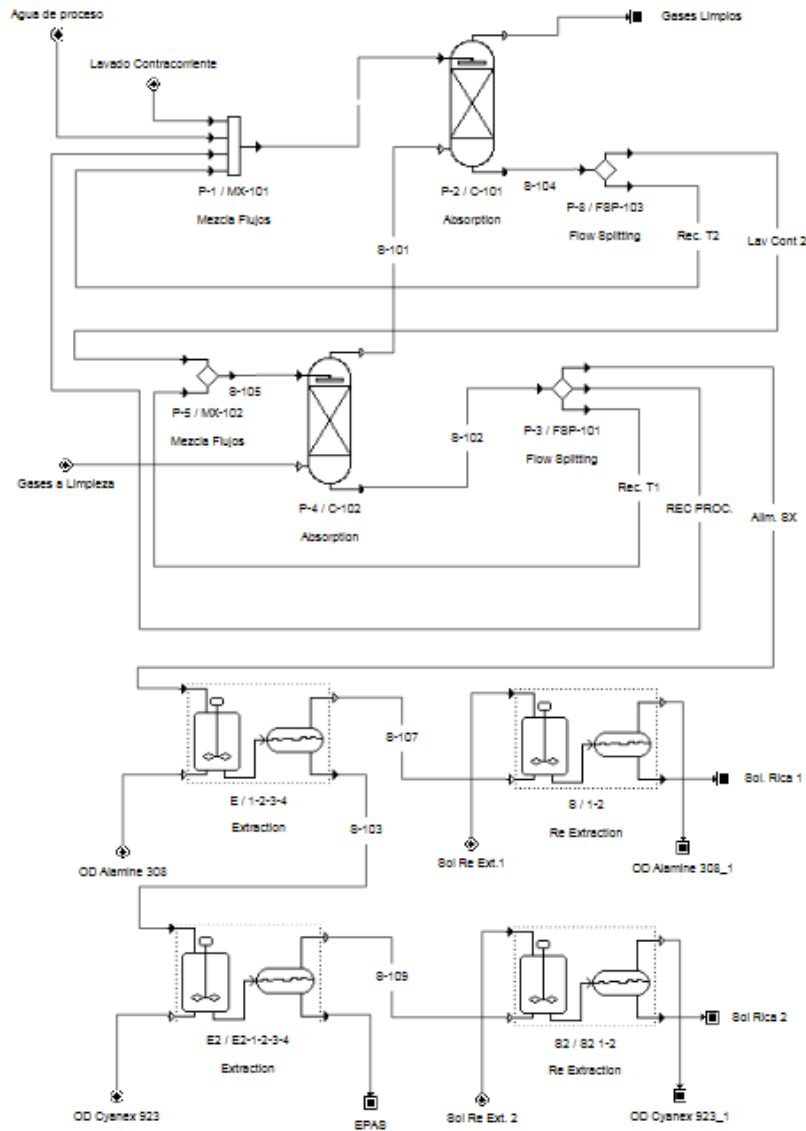 Agua de proceso
Gases Limpios
Lavado Contracorriente
P-1 / MX-101
Mezcla Flujos
P-2 / C-101
Absorption
S-104
P-8 / FSP-103
Flow Splitting
Rec. T2
Lav Cont 2
S-101
S-105
P-5 / MX-102
Mezcla Flujos
Gases a Limpieza
P-4 / C-102
Absorption
S-102
P-3 / FSP-101
Flow Splitting
Rec. T1
REC PROC.
Alim. SX
E / 1-2-3-4
Extraction
S-107
S-103
OD Alamine 308
S / 1-2
Re Extraction
Sol. Rica 1
Sol Re Ext.1
OD Alamine 308_1
E2 / E2-1-2-3-4
Extraction
S-109
OD Cyanex 923
EPAS
S2 / S2 1-2
Re Extraction
Sol Rica 2
Sol Re Ext. 2
OD Cyanex 923_1